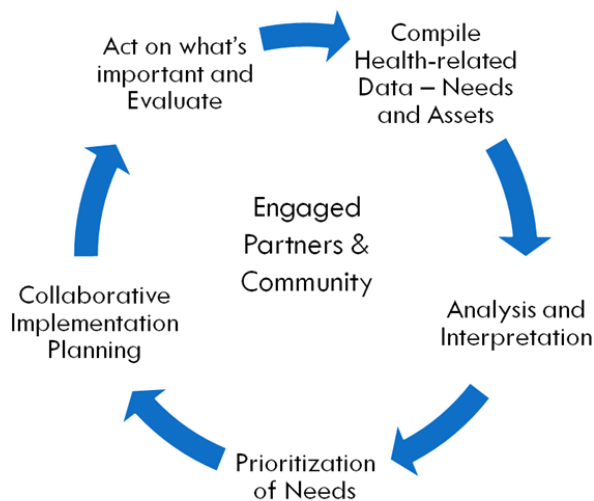 Act on what's
important and
Evaluate
Compile
Health-related
Data – Needs
and Assets
Engaged
Partners &
Community
Analysis and
Interpretation
Prioritization
of Needs
Collaborative
Implementation
Planning